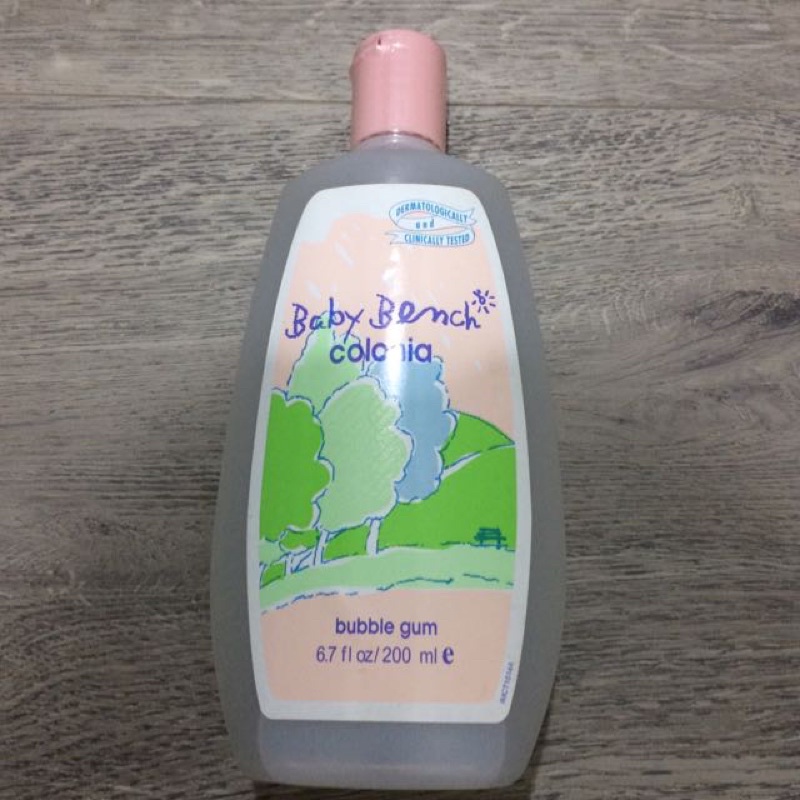 DERMATOLOGICALLY
and
CLINICALLY TESTED
Baby Bench
colonia
bubble gum
6.7 fl oz/ 200 ml e